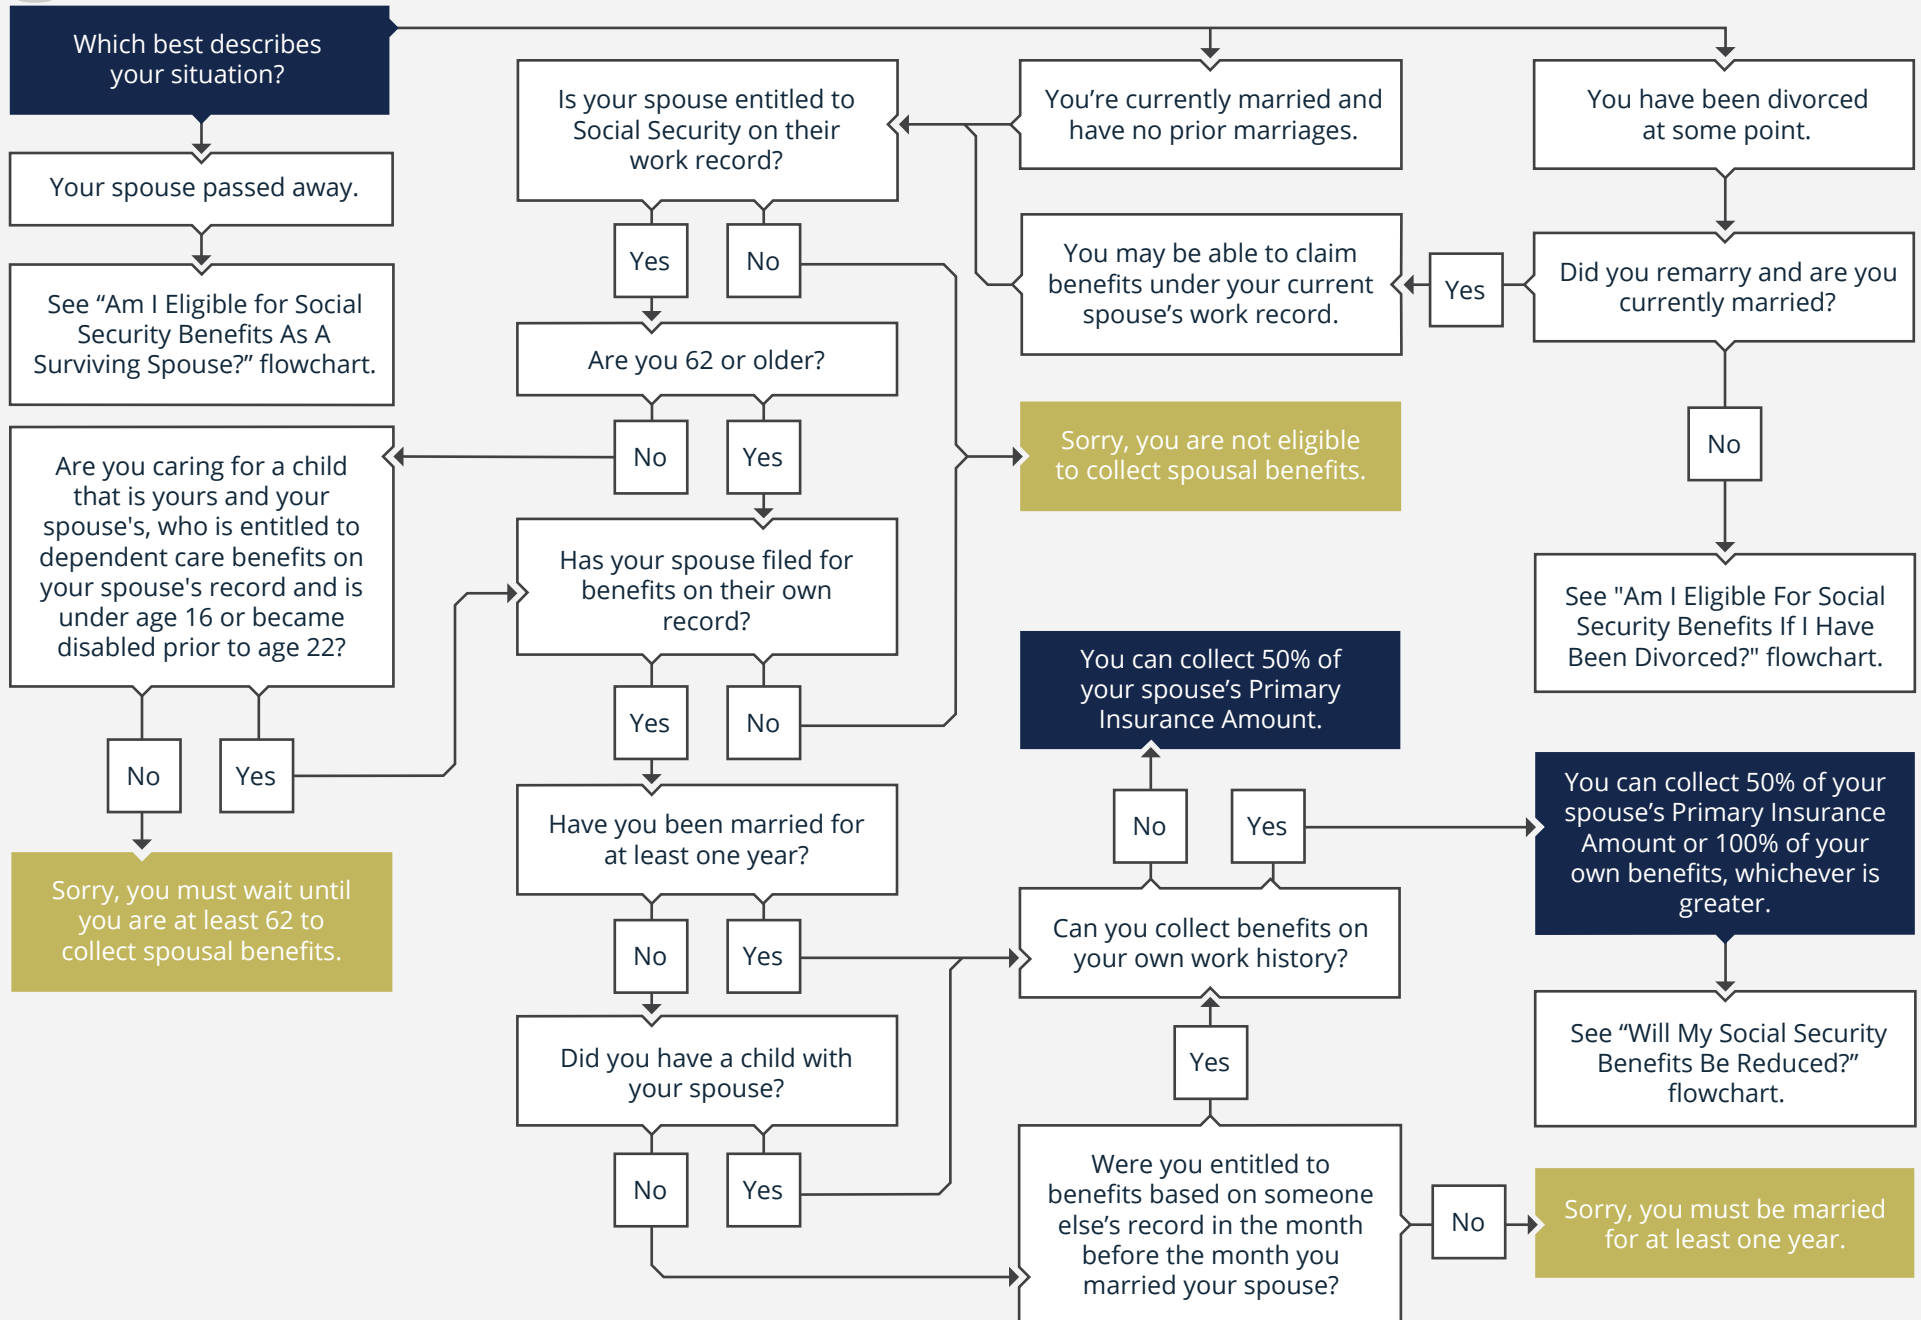 Which best describes
your situation?
Your spouse passed away.
See “Am I Eligible for Social
Security Benefits As A
Surviving Spouse?” flowchart.
Are you caring for a child
that is yours and your
spouse's, who is entitled to
dependent care benefits on
your spouse's record and is
under age 16 or became
disabled prior to age 22?
No
Yes
Sorry, you must wait until
you are at least 62 to
collect spousal benefits.
Is your spouse entitled to
Social Security on their
work record?
Yes
No
Are you 62 or older?
No
Yes
Has your spouse filed for
benefits on their own
record?
Yes
No
Have you been married for
at least one year?
No
Yes
Did you have a child with
your spouse?
No
Yes
You’re currently married and
have no prior marriages.
You may be able to claim
benefits under your current
spouse’s work record.
Sorry, you are not eligible
to collect spousal benefits.
You can collect 50% of
your spouse’s Primary
Insurance Amount.
No
Yes
Can you collect benefits on
your own work history?
Yes
Were you entitled to
benefits based on someone
else’s record in the month
before the month you
married your spouse?
You have been divorced
at some point.
Yes
Did you remarry and are you
currently married?
No
See "Am I Eligible For Social
Security Benefits If I Have
Been Divorced?" flowchart.
You can collect 50% of your
spouse’s Primary Insurance
Amount or 100% of your
own benefits, whichever is
greater.
See “Will My Social Security
Benefits Be Reduced?”
flowchart.
No
Sorry, you must be married
for at least one year.